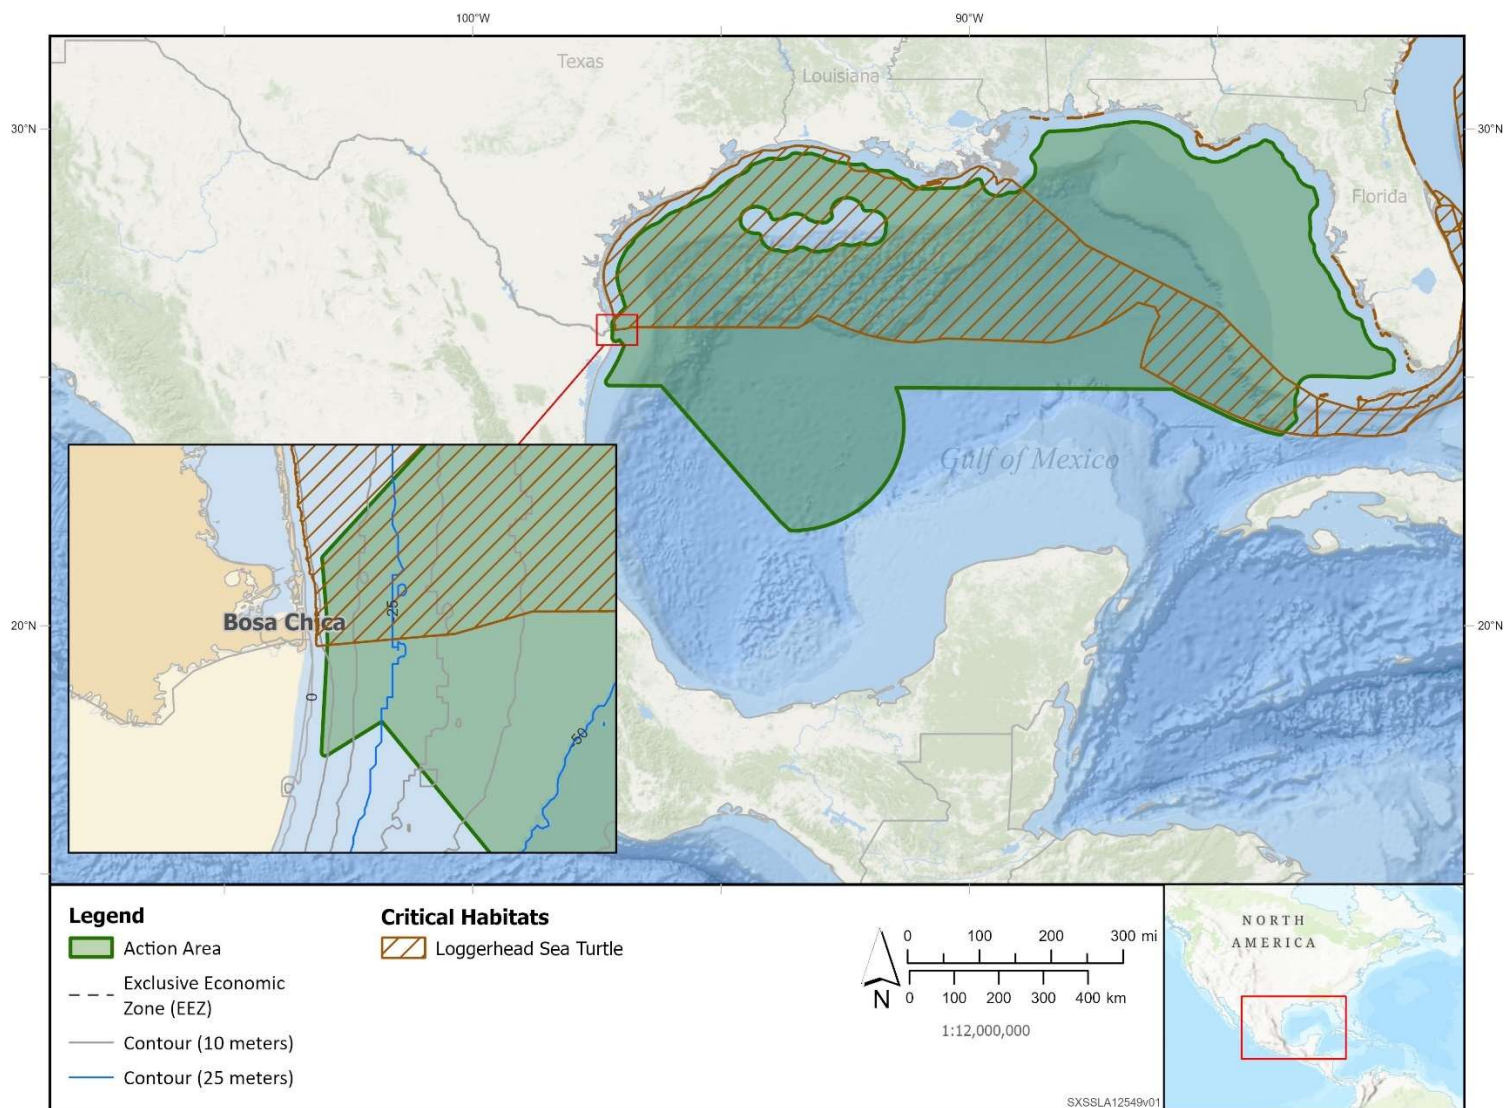 100°W
90°W
Texas
Louisiana
30°N
30°N
Florida
Gulf of Mexico
Bosa Chica
25
0
-50
20°N
20°N
Legend
Action Area
Exclusive Economic
Zone (EEZ)
Contour (10 meters)
Contour (25 meters)
Critical Habitats
Loggerhead Sea Turtle
0 100 200 300 mi
0 100 200 300 400 km
N
1:12,000,000
NORTH
AMERICA
SXSSLA12549v01